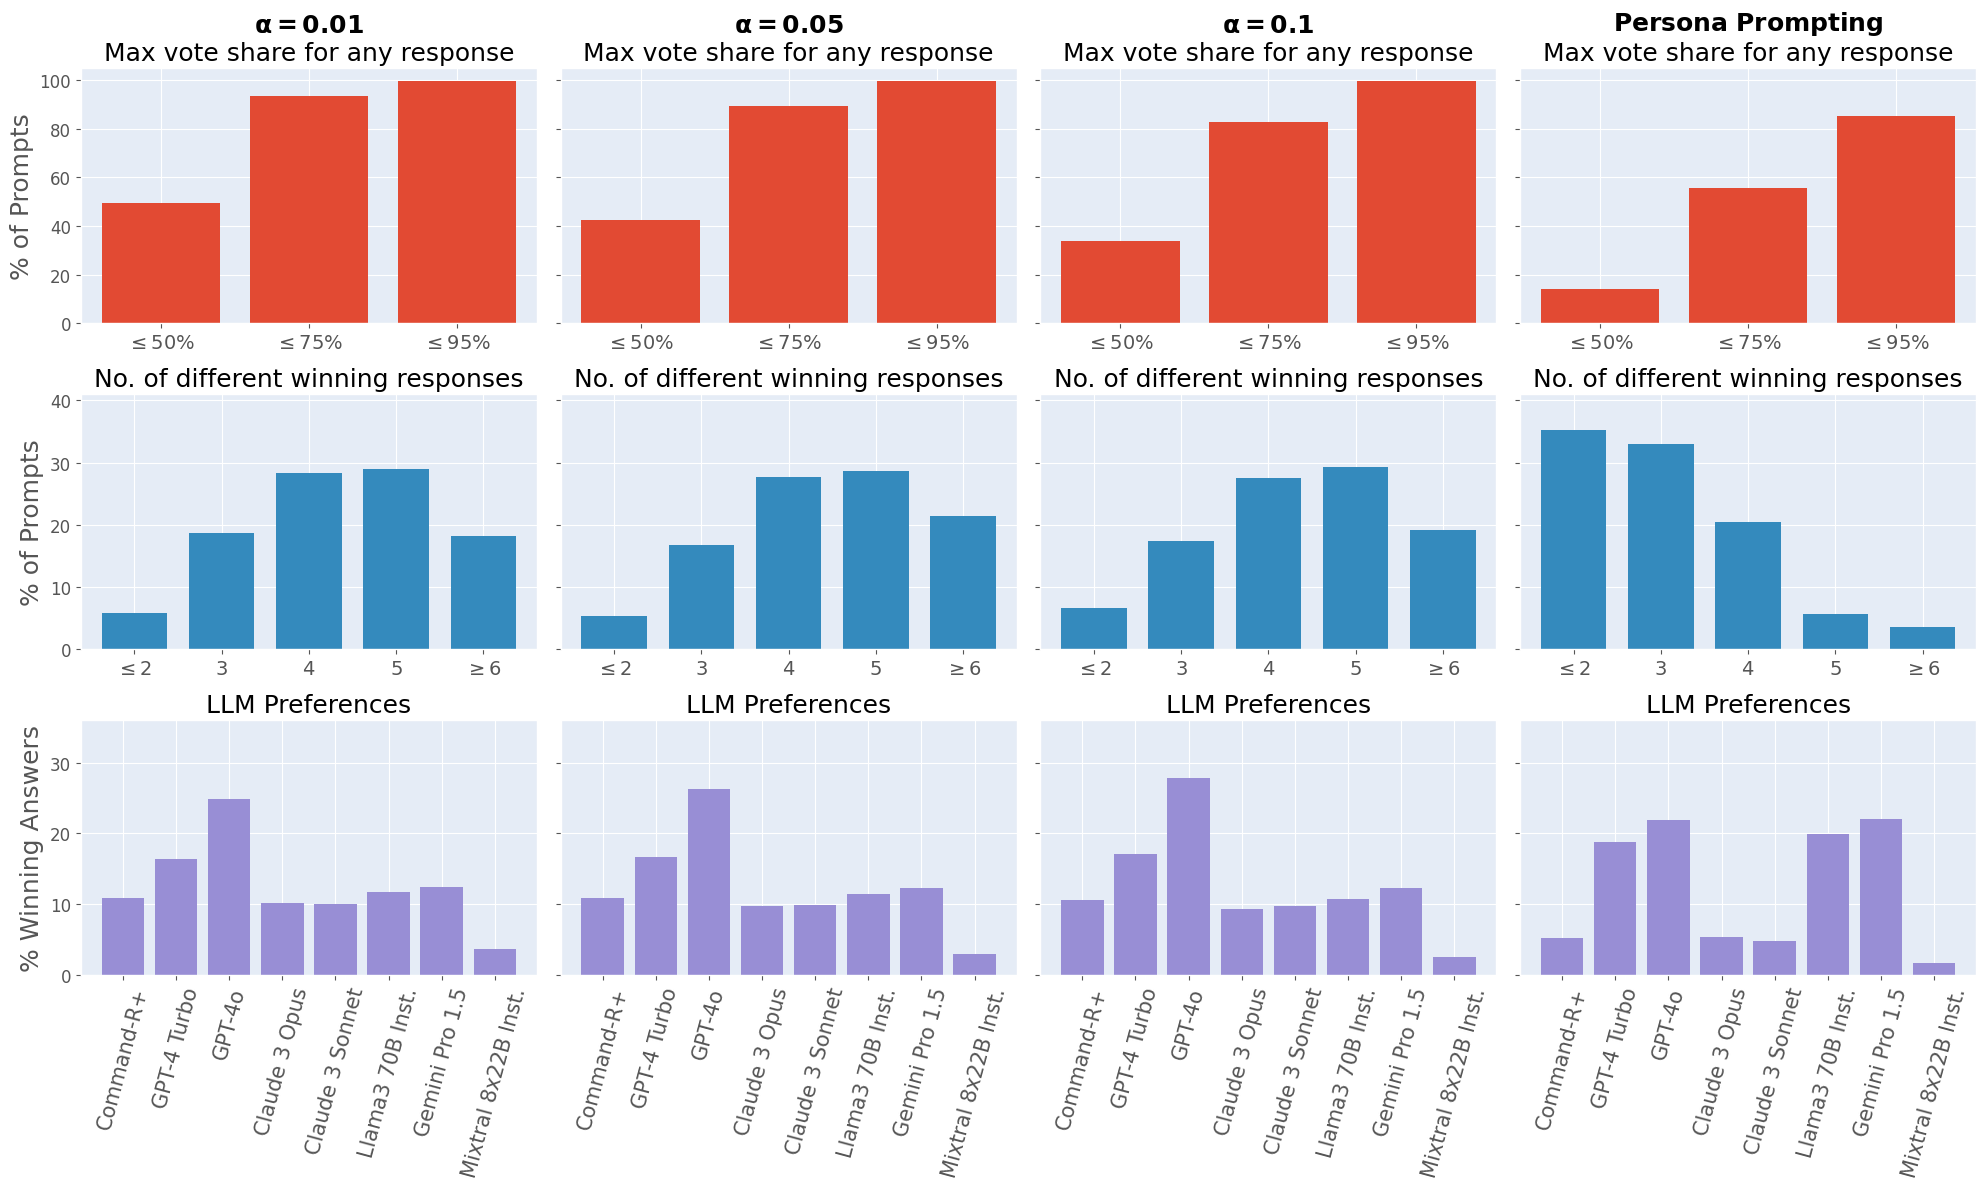 α = 0.01
Max vote share for any response
α = 0.05
Max vote share for any response
α = 0.1
Max vote share for any response
Persona Prompting
Max vote share for any response
% of Prompts
100
80
60
40
20
0
≤50% ≤75% ≤95%
≤50% ≤75% ≤95%
≤50% ≤75% ≤95%
≤50% ≤75% ≤95%
No. of different winning responses
No. of different winning responses
No. of different winning responses
No. of different winning responses
% of Prompts
40
30
20
10
0
≤2 3 4 5 ≥6
≤2 3 4 5 ≥6
≤2 3 4 5 ≥6
≤2 3 4 5 ≥6
LLM Preferences
LLM Preferences
LLM Preferences
LLM Preferences
% Winning Answers
30
20
10
0
Command-R+
GPT-4 Turbo
GPT-4o
Claude 3 Opus
Claude 3 Sonnet
Llama3 70B Inst.
Gemini Pro 1.5
Mixtral 8x22B Inst.
Command-R+
GPT-4 Turbo
GPT-4o
Claude 3 Opus
Claude 3 Sonnet
Llama3 70B Inst.
Gemini Pro 1.5
Mixtral 8x22B Inst.
Command-R+
GPT-4 Turbo
GPT-4o
Claude 3 Opus
Claude 3 Sonnet
Llama3 70B Inst.
Gemini Pro 1.5
Mixtral 8x22B Inst.
Command-R+
GPT-4 Turbo
GPT-4o
Claude 3 Opus
Claude 3 Sonnet
Llama3 70B Inst.
Gemini Pro 1.5
Mixtral 8x22B Inst.